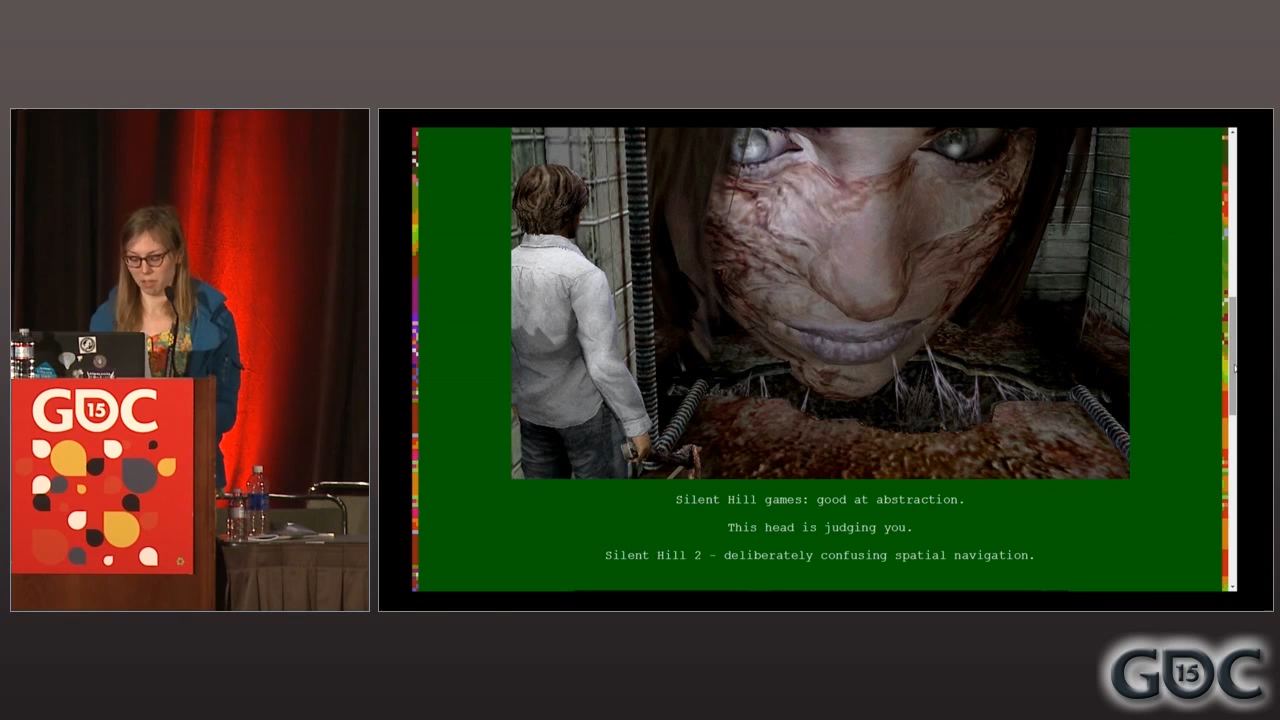 GDC
15
Silent Hill games: good at abstraction.
This head is judging you.
Silent Hill 2 - deliberately confusing spatial navigation.
GDC
15